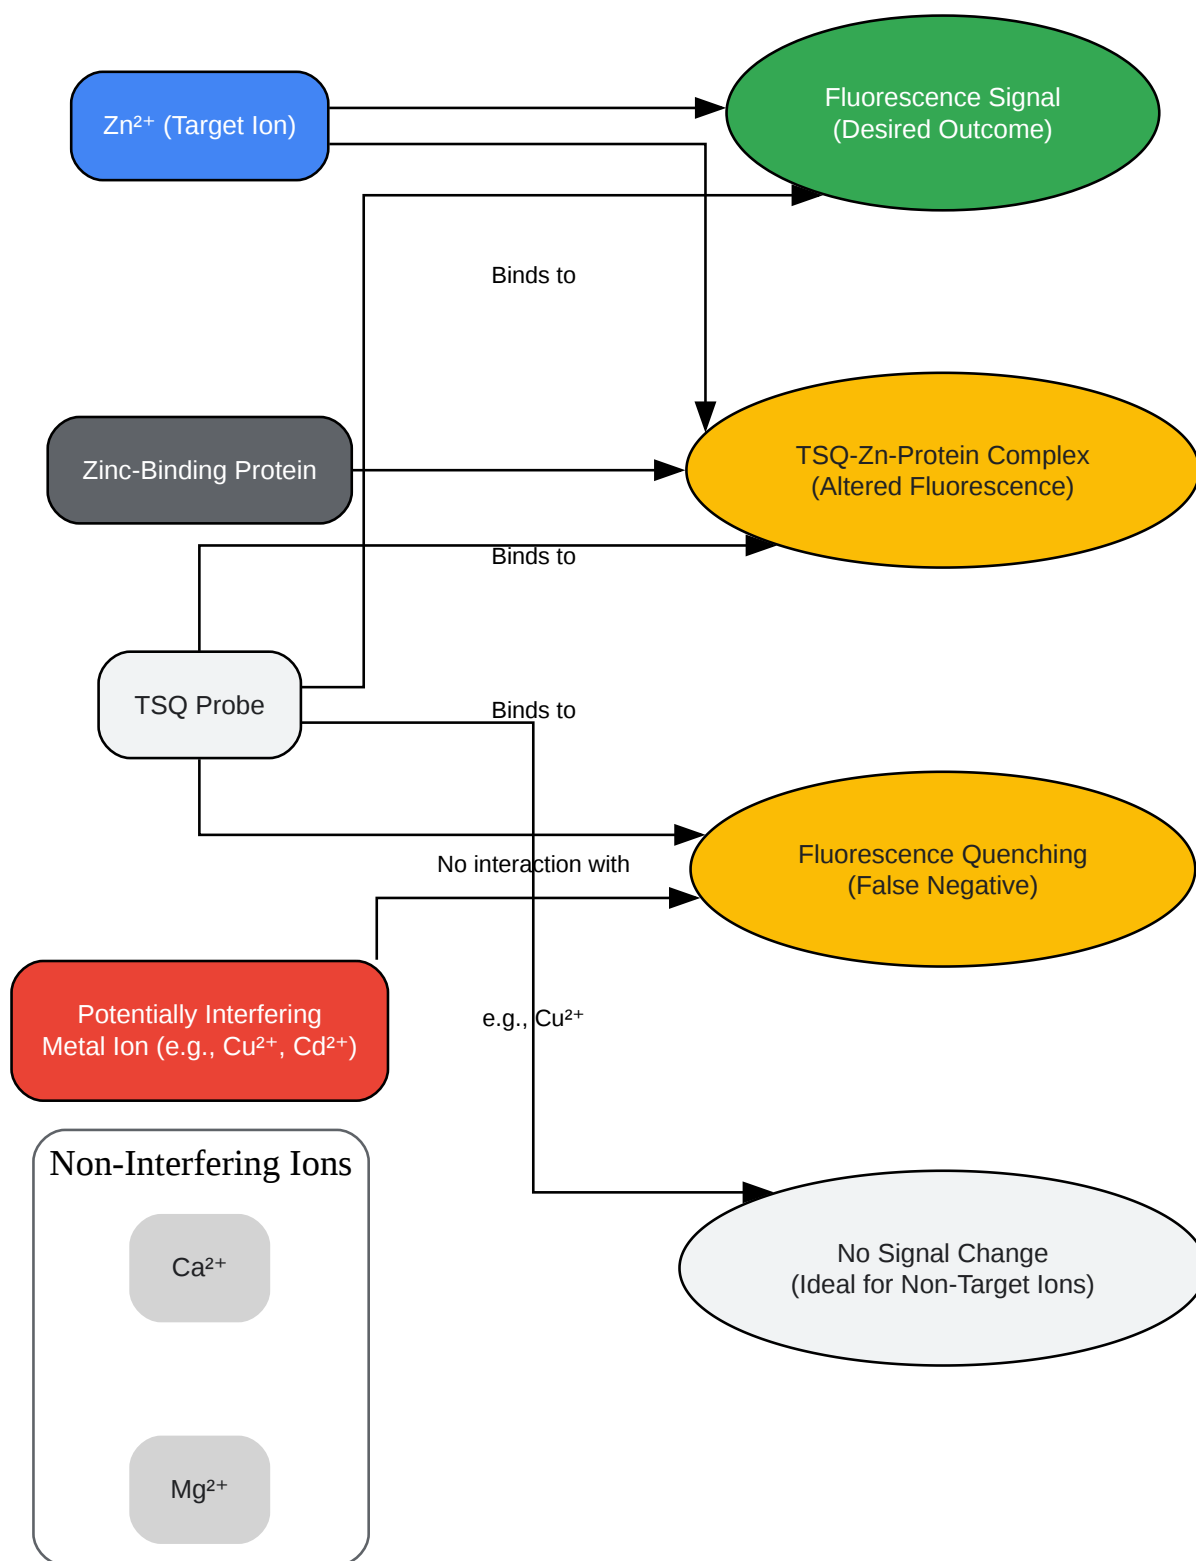 Zn²⁺ (Target Ion)
Fluorescence Signal
(Desired Outcome)
Binds to
Zinc-Binding Protein
TSQ-Zn-Protein Complex
(Altered Fluorescence)
Binds to
TSQ Probe
Binds to
Fluorescence Quenching
(False Negative)
No interaction with
Potentially Interfering
Metal Ion (e.g., Cu²⁺, Cd²⁺)
e.g., Cu²⁺
Non-Interfering Ions
Ca²⁺
No Signal Change
(Ideal for Non-Target Ions)
Mg²⁺